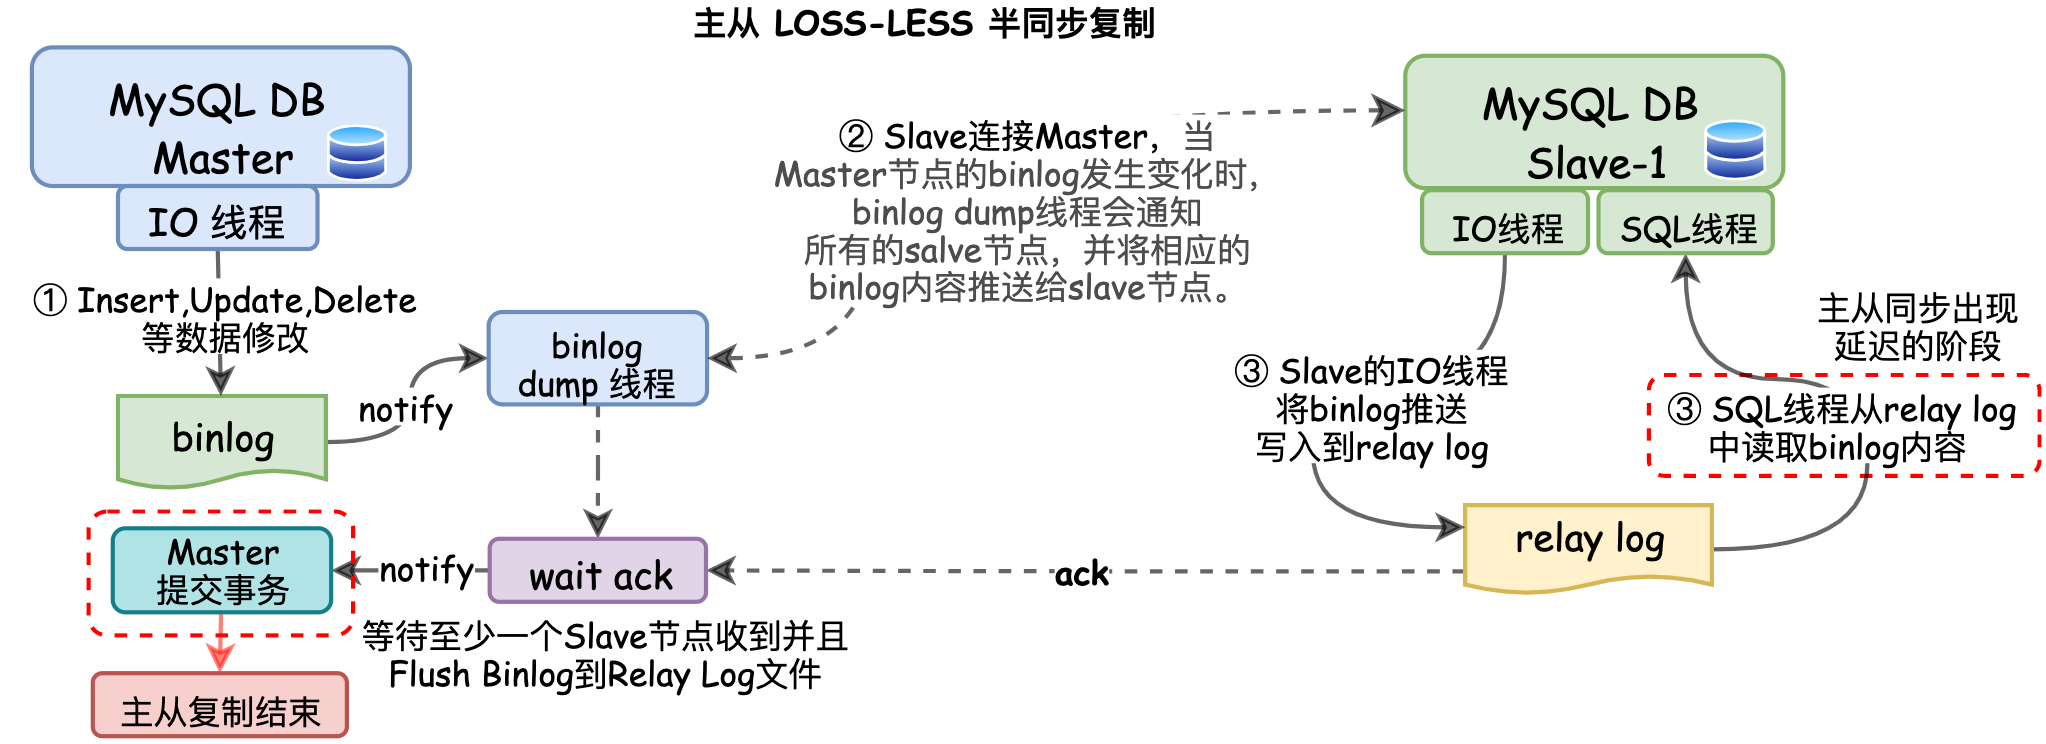 主从 LOSS-LESS 半同步复制
MySQL DB
Master
IO 线程
① Insert,Update,Delete
等数据修改
binlog
notify
binlog
dump 线程
② Slave连接Master，当
Master节点的binlog发生变化时，
binlog dump线程会通知
所有的salve节点，并将相应的
binlog内容推送给slave节点。
MySQL DB
Slave-1
IO线程
SQL线程
③ Slave的IO线程
将binlog推送
写入到relay log
主从同步出现
延迟的阶段
③ SQL线程从relay log
中读取binlog内容
relay log
ack
wait ack
notify
Master
提交事务
等待至少一个Slave节点收到并且
Flush Binlog到Relay Log文件
主从复制结束